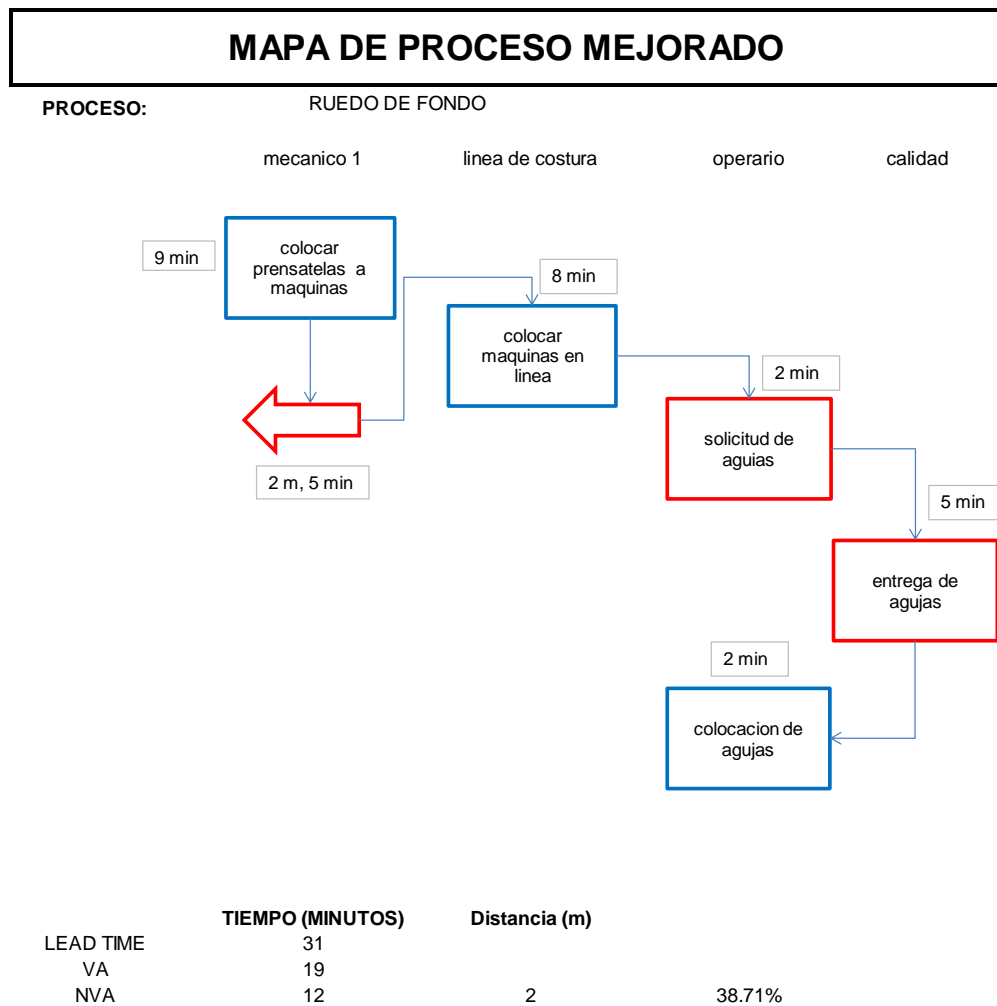 MAPA DE PROCESO MEJORADO
PROCESO: RUEDO DE FONDO
mecanico 1 linea de costura operario calidad
colocar
prensatelas a
maquinas
9 min
8 min
colocar
maquinas en
linea
2 min
solicitud de
aguias
2 m, 5 min
5 min
entrega de
agujas
2 min
colocacion de
agujas
TIEMPO (MINUTOS) Distancia (m)
LEAD TIME 31
VA 19
NVA 12 2 38.71%